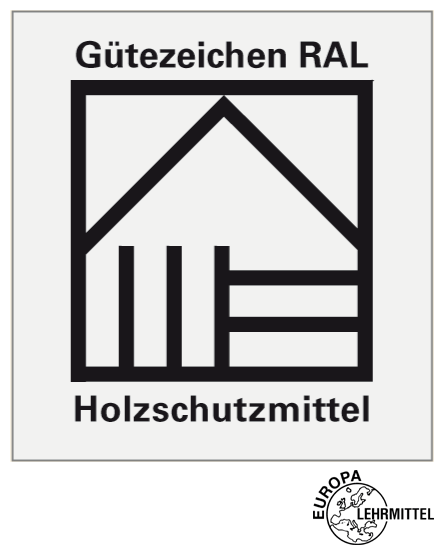 Gütezeichen RAL
Holzschutzmittel
EUROPA
LEHRMITTEL